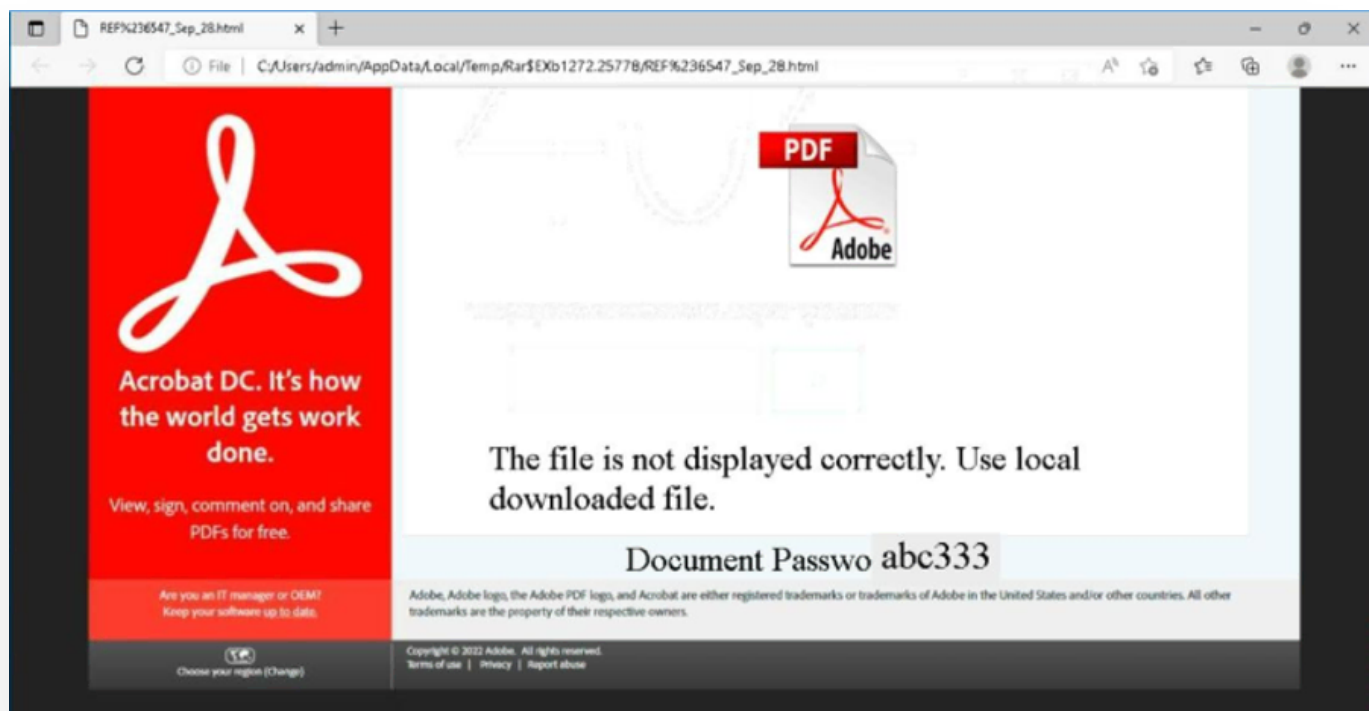 REF%236547_Sep_28.html
File | C:/Users/admin/AppData/Local/Temp/Rar$EXb1272.25778/REF%236547_Sep_28.html
PDF
Adobe
Acrobat DC. It's how
the world gets work
done.
View, sign, comment on, and share
PDFs for free.
The file is not displayed correctly. Use local
downloaded file.
Document Passwo abc333
Are you an IT manager or OEM?
Keep your software up to date.
Adobe, Adobe logo, the Adobe PDF logo, and Acrobat are either registered trademarks or trademarks of Adobe in the United States and/or other countries. All other
trademarks are the property of their respective owners.
Choose your region (Change)
Copyright © 2022 Adobe. All rights reserved.
Terms of use | Privacy | Report abuse